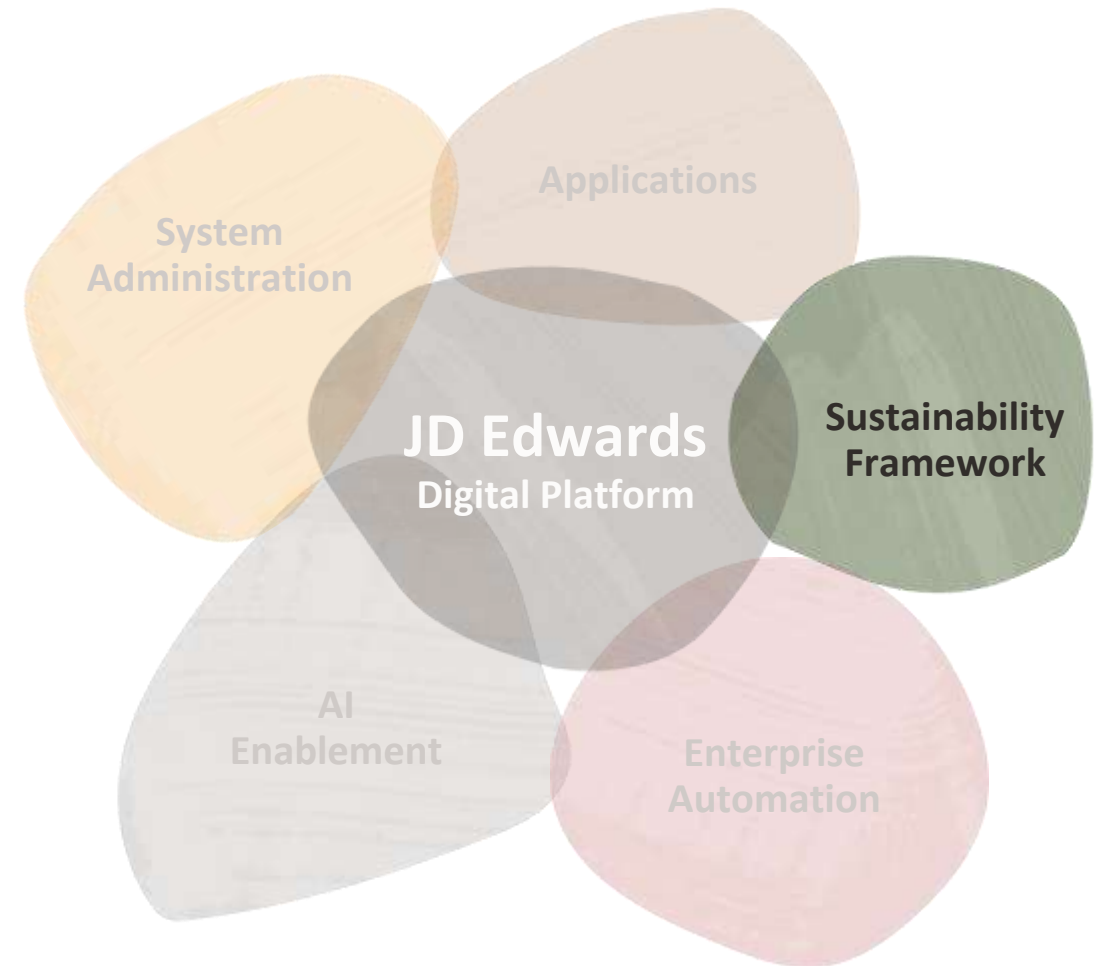 Applications
System
Administration
Sustainability
Framework
JD Edwards
Digital Platform
AI
Enablement
Enterprise
Automation